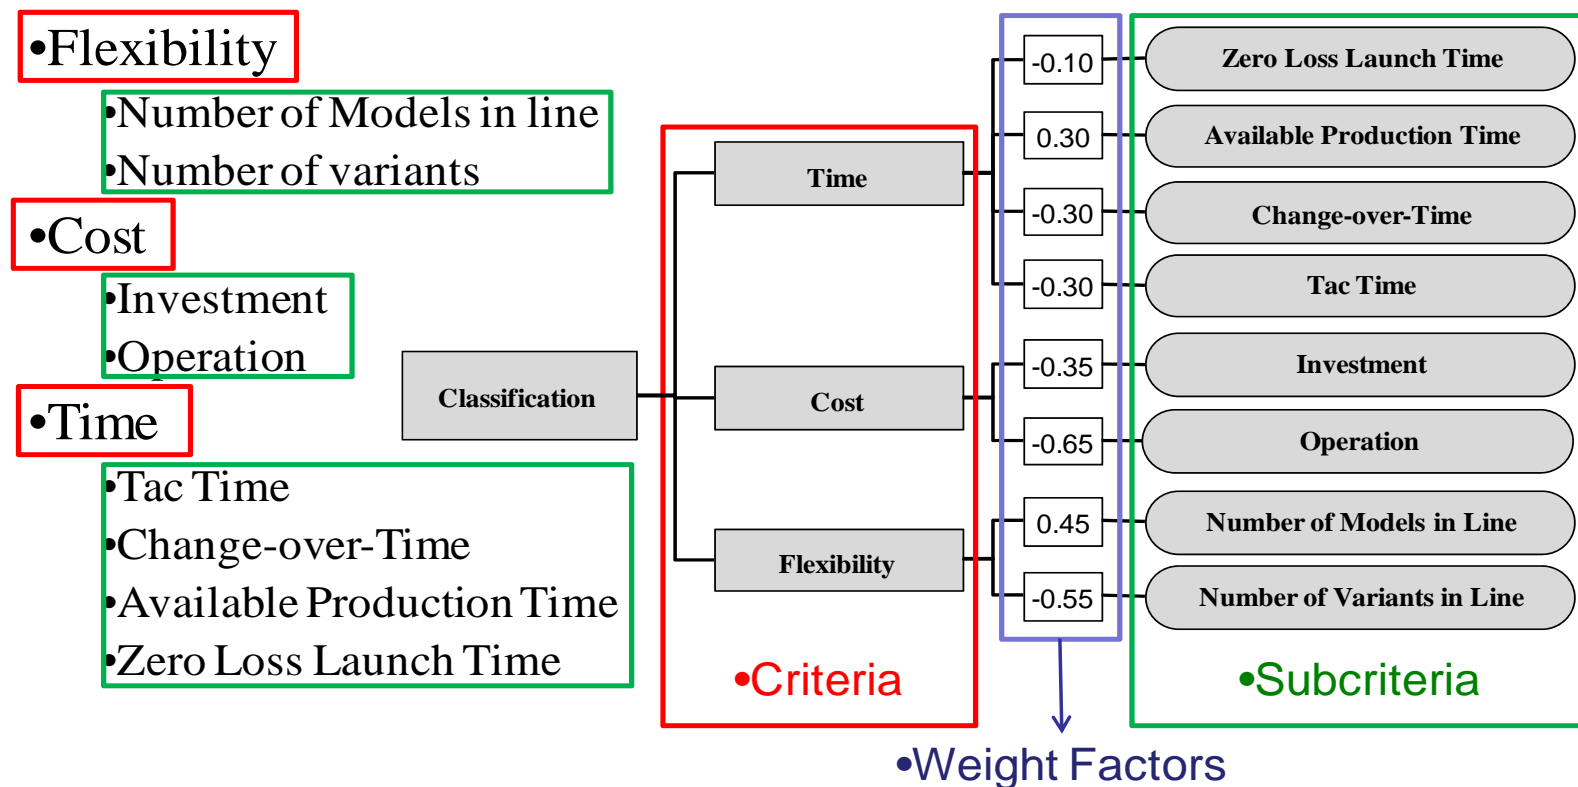 •Flexibility
•Number of Models in line
•Number of variants
•Cost
•Investment
•Operation
•Time
•Tac Time
•Change-over-Time
•Available Production Time
•Zero Loss Launch Time
Classification
Time
Cost
Flexibility
•Criteria
-0.10
0.30
-0.30
-0.30
-0.35
-0.65
0.45
-0.55
•Weight Factors
Zero Loss Launch Time
Available Production Time
Change-over-Time
Tac Time
Investment
Operation
Number of Models in Line
Number of Variants in Line
•Subcriteria